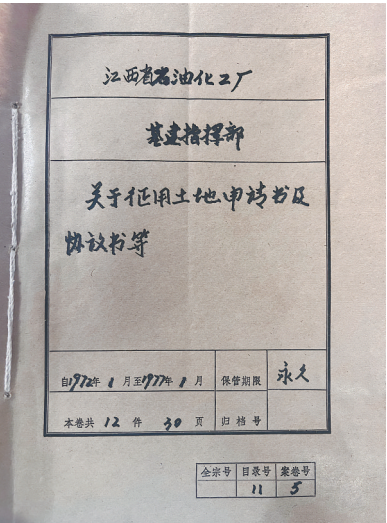 江西省石油化工厂
基建指挥部
关于征用土地申请书及
协议书等
自1972年1月至1977年1月 保管期限 永久
本卷共12件30页 归档号
全宗号 目录号 案卷号
11 5